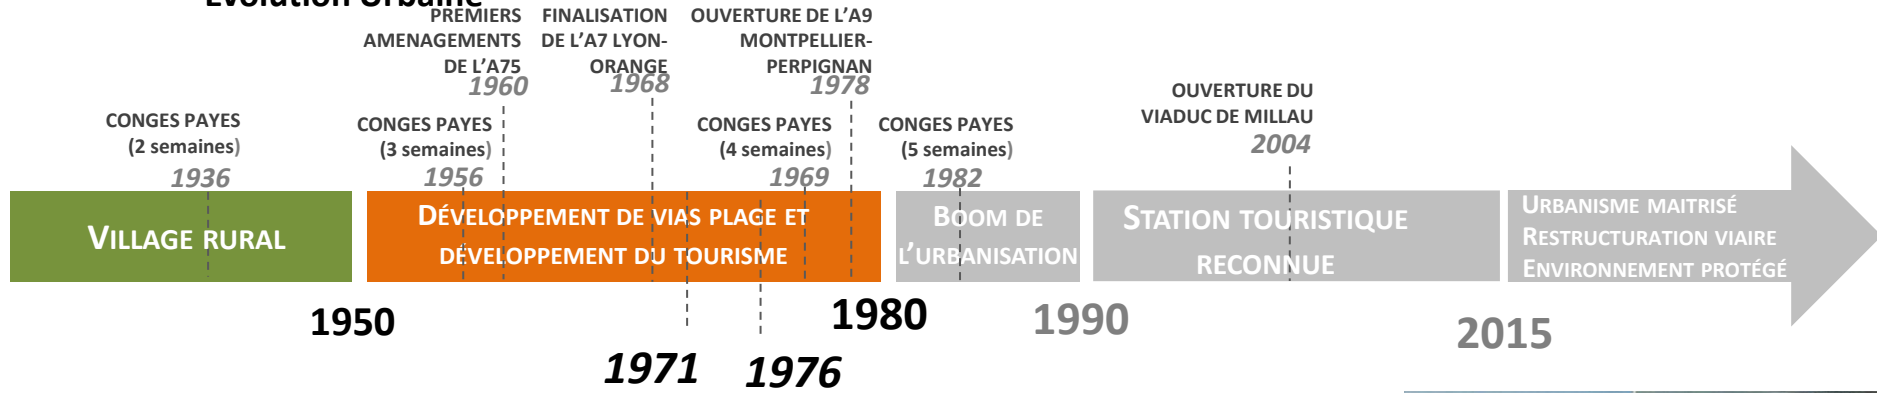 Evolution Urbaine
PREMIERS
AMENAGEMENTS
DE L'A75
1960
FINALISATION
DE L'A7 LYON-
ORANGE
1968
OUVERTURE DE L'A9
MONTPELLIER-
PERPIGNAN
1978
CONGES PAYES
(2 semaines)
1936
CONGES PAYES
(3 semaines)
1956
CONGES PAYES
(4 semaines)
1969
CONGES PAYES
(5 semaines)
1982
OUVERTURE DU
VIADUC DE MILLAU
2004
VILLAGE RURAL
DÉVELOPPEMENT DE VIAS PLAGE ET
DÉVELOPPEMENT DU TOURISME
BOOM DE
L'URBANISATION
STATION TOURISTIQUE
RECONNUE
URBANISME MAITRISÉ
RESTRUCTURATION VIAIRE
ENVIRONNEMENT PROTÉGÉ
1950
1980
1990
2015
1971
1976